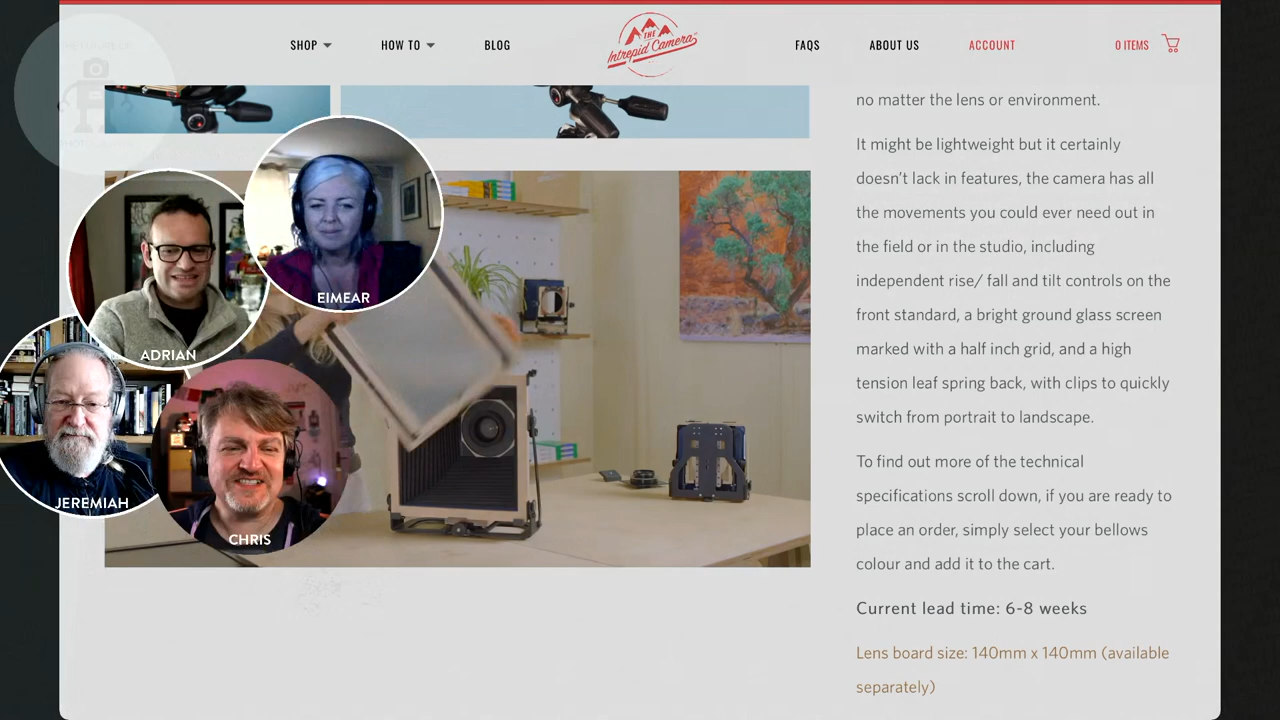 SHOP
HOW TO
BLOG
THE
Intrepid Camera
FAQS
ABOUT US
ACCOUNT
0 ITEMS
no matter the lens or environment.
It might be lightweight but it certainly
doesn't lack in features, the camera has all
the movements you could ever need out in
the field or in the studio, including
independent rise/ fall and tilt controls on the
front standard, a bright ground glass screen
marked with a half inch grid, and a high
tension leaf spring back, with clips to quickly
switch from portrait to landscape.
To find out more of the technical
specifications scroll down, if you are ready to
place an order, simply select your bellows
colour and add it to the cart.
Current lead time: 6-8 weeks
Lens board size: 140mm x 140mm (available
separately)
EIMEAR
ADRIAN
JEREMIAH
CHRIS